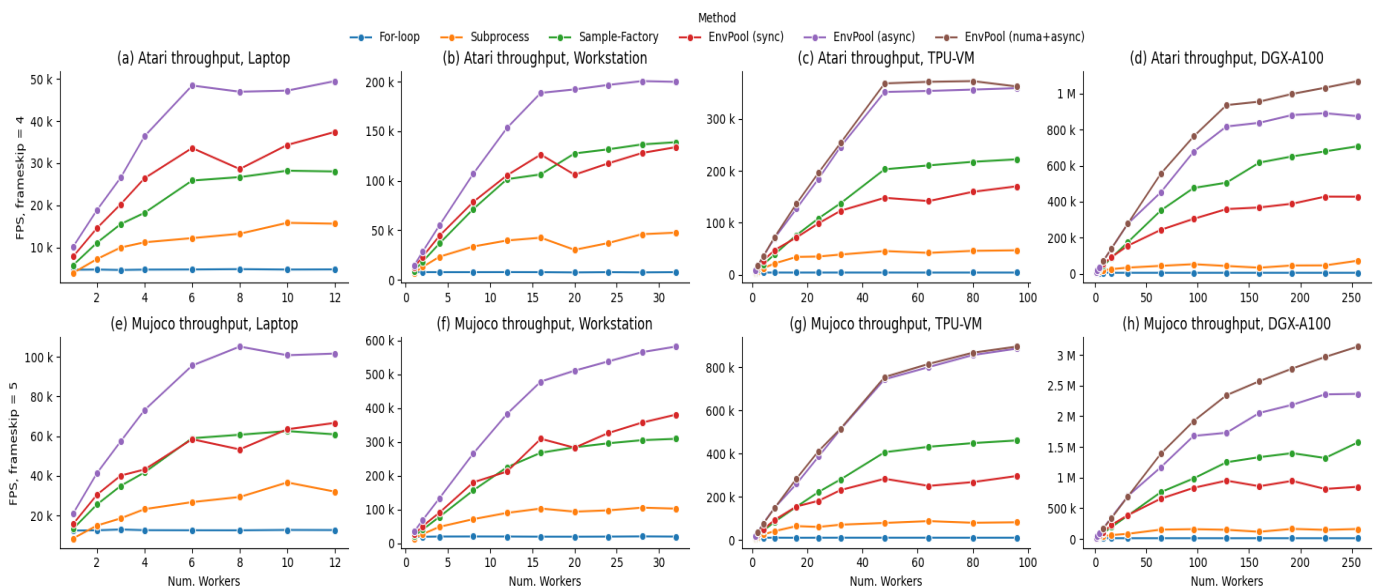 Method
For-loop Subprocess Sample-Factory EnvPool (sync) EnvPool (async) EnvPool (numa+async)
(a) Atari throughput, Laptop
FPS, frameskip = 4
50 k
40 k
30 k
20 k
10 k
2 4 6 8 10 12
(b) Atari throughput, Workstation
200 k
150 k
100 k
50 k
0
0 5 10 15 20 25 30
(c) Atari throughput, TPU-VM
300 k
200 k
100 k
0
0 20 40 60 80 100
(d) Atari throughput, DGX-A100
1 M
800 k
600 k
400 k
200 k
0
0 50 100 150 200 250
(e) Mujoco throughput, Laptop
FPS, frameskip = 5
100 k
80 k
60 k
40 k
20 k
2 4 6 8 10 12
Num. Workers
(f) Mujoco throughput, Workstation
600 k
500 k
400 k
300 k
200 k
100 k
0
0 5 10 15 20 25 30
Num. Workers
(g) Mujoco throughput, TPU-VM
800 k
600 k
400 k
200 k
0
0 20 40 60 80 100
Num. Workers
(h) Mujoco throughput, DGX-A100
3 M
2 M
2 M
2 M
1 M
500 k
0
0 50 100 150 200 250
Num. Workers